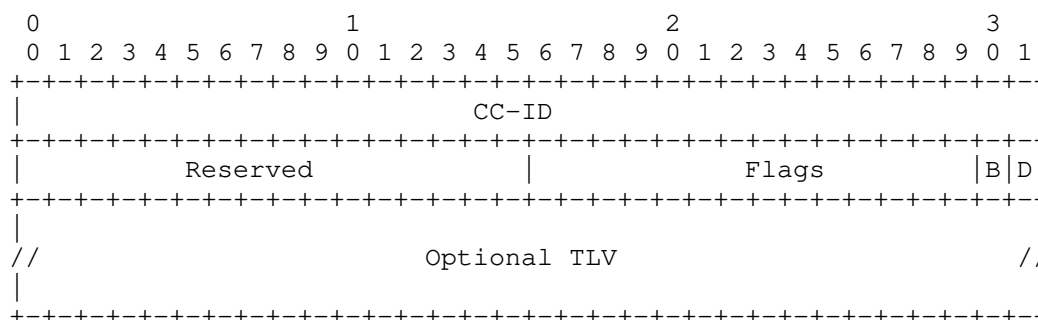 0                   1                   2                   3
 0 1 2 3 4 5 6 7 8 9 0 1 2 3 4 5 6 7 8 9 0 1 2 3 4 5 6 7 8 9 0 1
+-+-+-+-+-+-+-+-+-+-+-+-+-+-+-+-+-+-+-+-+-+-+-+-+-+-+-+-+-+-+-+--
|                            CC-ID
+-+-+-+-+-+-+-+-+-+-+-+-+-+-+-+-+-+-+-+-+-+-+-+-+-+-+-+-+-+-+-+--
|          Reserved             |             Flags         |B|D
+-+-+-+-+-+-+-+-+-+-+-+-+-+-+-+-+-+-+-+-+-+-+-+-+-+-+-+-+-+-+-+--
|
//                        Optional TLV                         //
|
+-+-+-+-+-+-+-+-+-+-+-+-+-+-+-+-+-+-+-+-+-+-+-+-+-+-+-+-+-+-+-+--